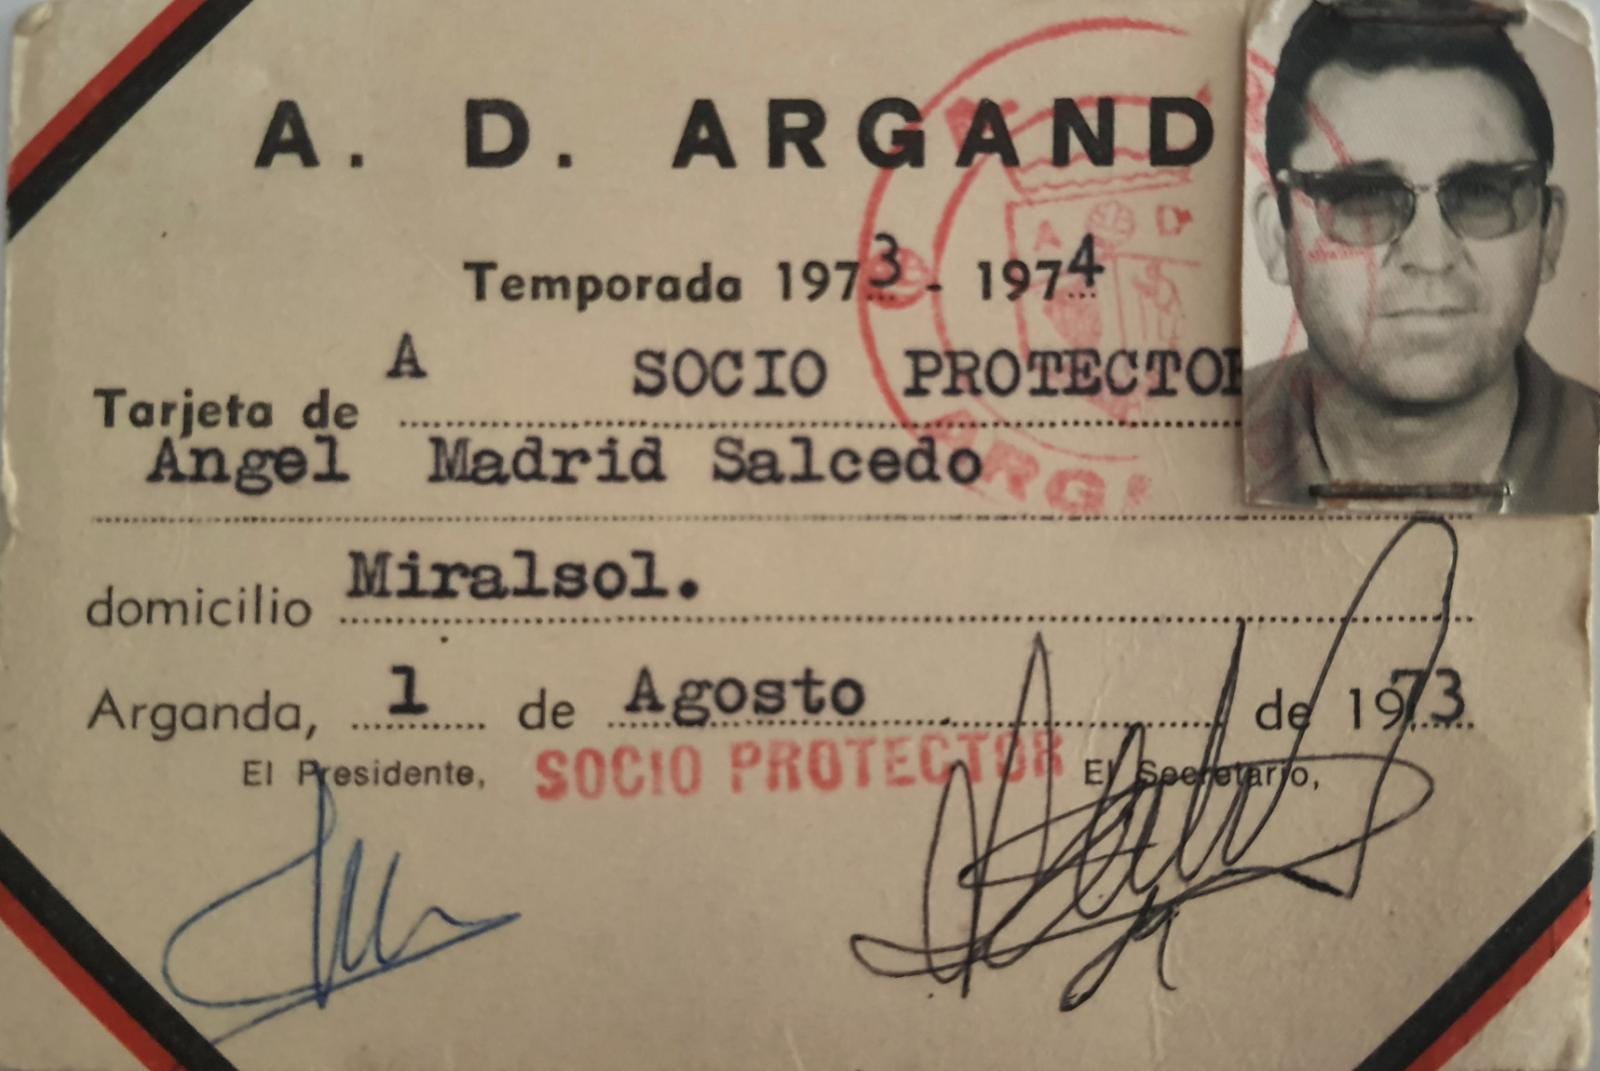 A. D. ARGAND
Temporada 1973 - 1974
A SOCIO PROTECTOR
Tarjeta de
Angel Madrid Salcedo
domicilio Miralsol.
Arganda, 1 de Agosto de 1973
El Presidente, SOCIO PROTECTOR El Secretario,
A D
ARG